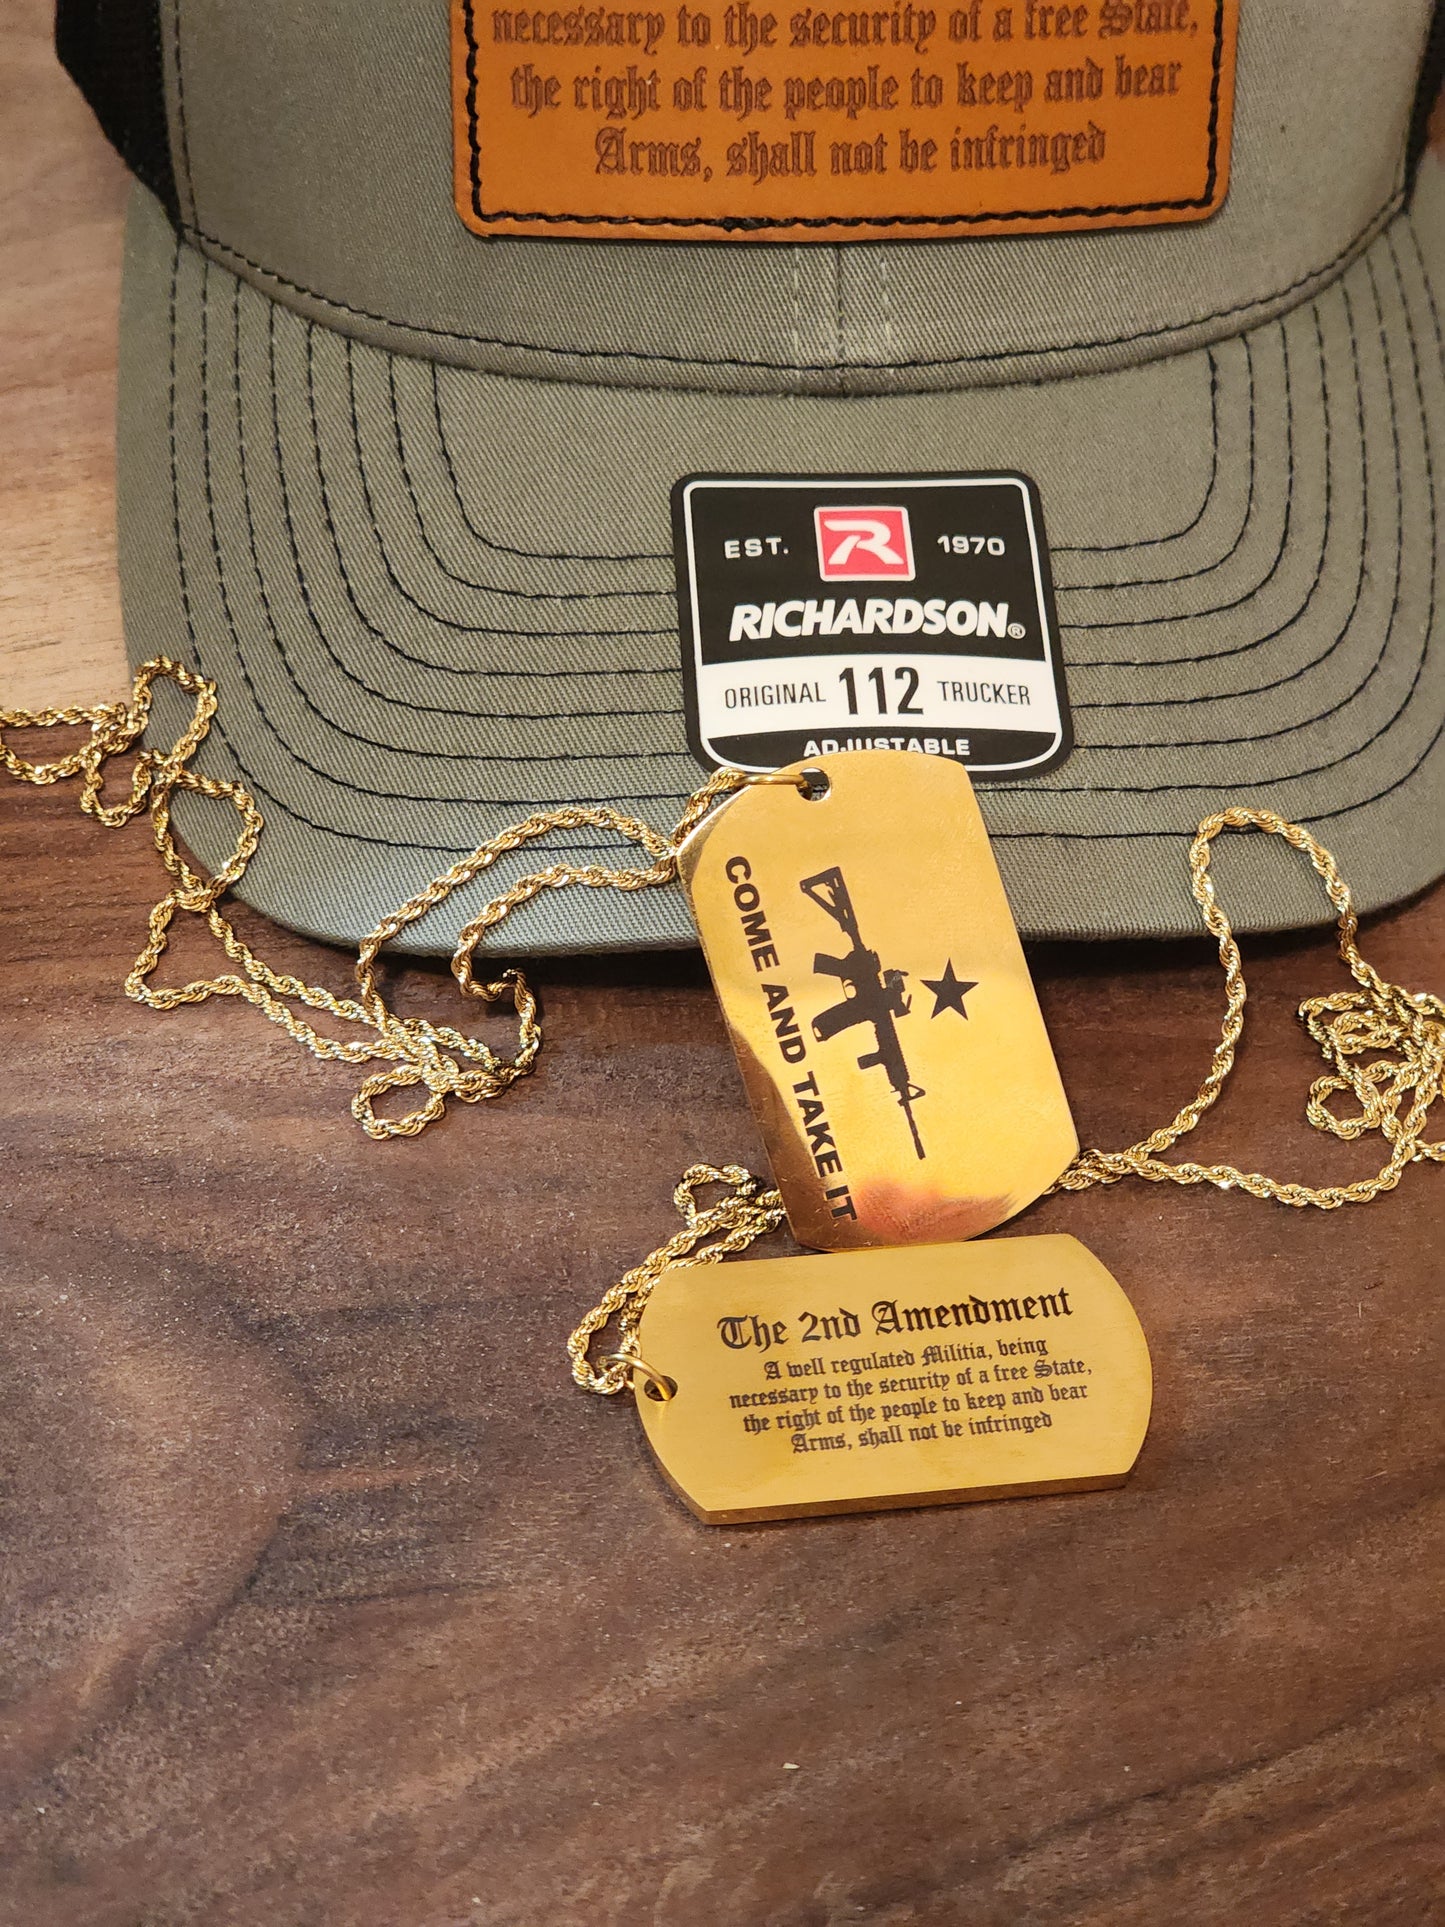 necessary to the security of a free State,
the right of the people to keep and bear
Arms, shall not be infringed
EST. R 1970
RICHARDSON®
ORIGINAL 112 TRUCKER
ADJUSTABLE
COME AND TAKE IT
The 2nd Amendment
A well regulated Militia, being
necessary to the security of a free State,
the right of the people to keep and bear
Arms, shall not be infringed